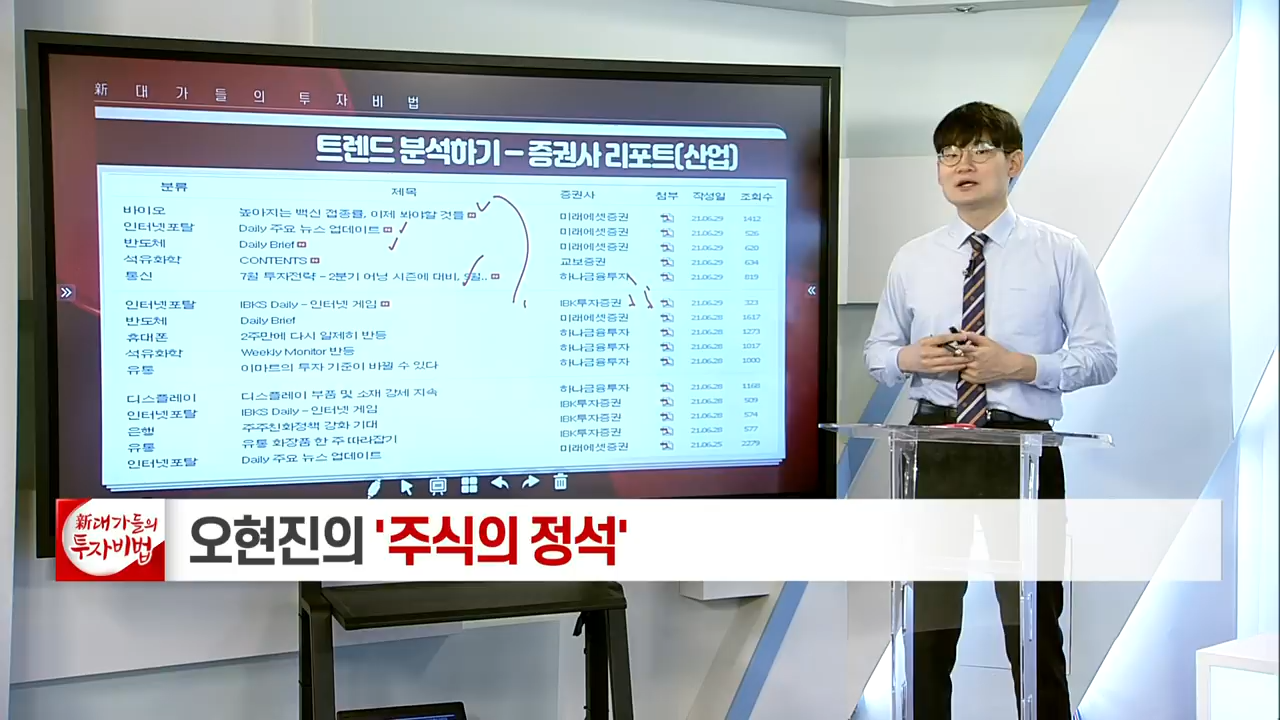 新 대 가 들 의 투 자 비 법
트렌드 분석하기 – 증권사 리포트(산업)
분류 제목 증권사 첨부 작성일 조회수
바이오 높아지는 백신 접종률, 이제 봐야할 것들 미래에셋증권 21.06.29 1412
인터넷포탈 Daily 주요 뉴스 업데이트 미래에셋증권 21.06.29 526
반도체 Daily Brief 미래에셋증권 21.06.29 620
석유화학 CONTENTS 교보증권 21.06.29 634
통신 7월 투자전략 – 2분기 어닝 시즌에 대비, 하나금융투자 21.06.29 819
인터넷포탈 IBKS Daily – 인터넷 게임 IBK투자증권 21.06.29 323
반도체 Daily Brief 미래에셋증권 21.06.28 1617
휴대폰 2주만에 다시 일제히 반등 하나금융투자 21.06.28 1273
석유화학 Weekly Monitor 반등 하나금융투자 21.06.28 1017
유통 이마트의 투자 기준이 바뀔 수 있다 하나금융투자 21.06.28 1000
디스플레이 디스플레이 부품 및 소재 강세 지속 하나금융투자 21.06.28 1168
인터넷포탈 IBKS Daily – 인터넷 게임 IBK투자증권 21.06.28 509
은행 주주친화정책 강화 기대 IBK투자증권 21.06.28 574
유통 유통 화장품 한 주 따라잡기 IBK투자증권 21.06.28 577
인터넷포탈 Daily 주요 뉴스 업데이트 미래에셋증권 21.06.25 2279
新대가들의
투자비법
오현진의 '주식의 정석'